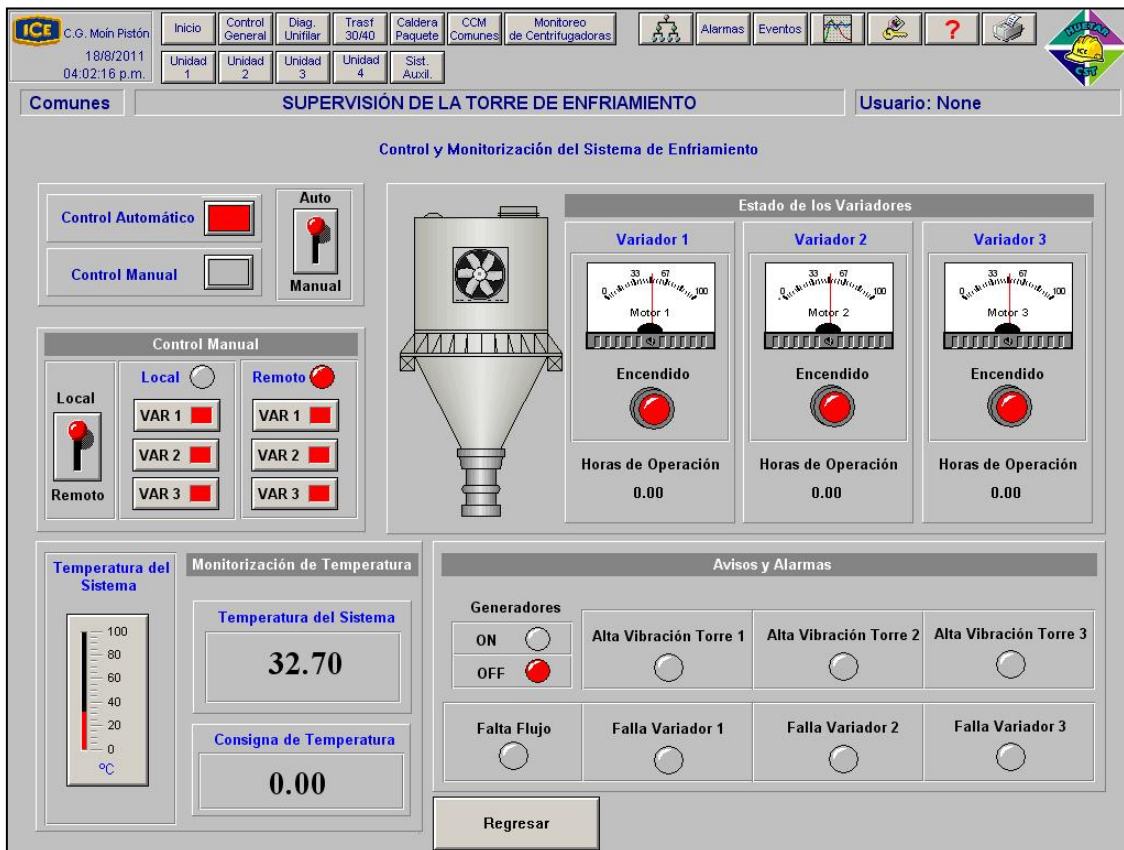 ICE
C.G. Moín Pistón
18/8/2011
04:02:16 p.m.
Inicio
Control
General
Diag.
Unifilar
Trasf
30/40
Caldera
Paquete
CCM
Comunes
Monitoreo
de Centrifugadoras
Alarmas
Eventos
?
Unidad
1
Unidad
2
Unidad
3
Unidad
4
Sist.
Auxil.
HUETAR
ICE
CST
Comunes
SUPERVISIÓN DE LA TORRE DE ENFRIAMIENTO
Usuario: None
Control y Monitorización del Sistema de Enfriamiento
Control Automático
Control Manual
Auto
Manual
Estado de los Variadores
Variador 1
Variador 2
Variador 3
0 33 67 100
Motor 1
0 33 67 100
Motor 2
0 33 67 100
Motor 3
Encendido
Encendido
Encendido
Horas de Operación
Horas de Operación
Horas de Operación
0.00
0.00
0.00
Control Manual
Local
Remoto
Local
VAR 1
VAR 2
VAR 3
Remoto
VAR 1
VAR 2
VAR 3
Temperatura del
Sistema
100
80
60
40
20
0
ºC
Monitorización de Temperatura
Temperatura del Sistema
32.70
Consigna de Temperatura
0.00
Avisos y Alarmas
Generadores
ON
OFF
Alta Vibración Torre 1
Alta Vibración Torre 2
Alta Vibración Torre 3
Falta Flujo
Falla Variador 1
Falla Variador 2
Falla Variador 3
Regresar